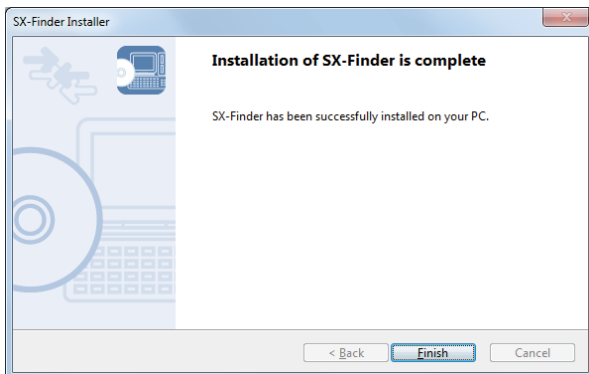 SX-Finder Installer
Installation of SX-Finder is complete
SX-Finder has been successfully installed on your PC.
< Back
Finish
Cancel